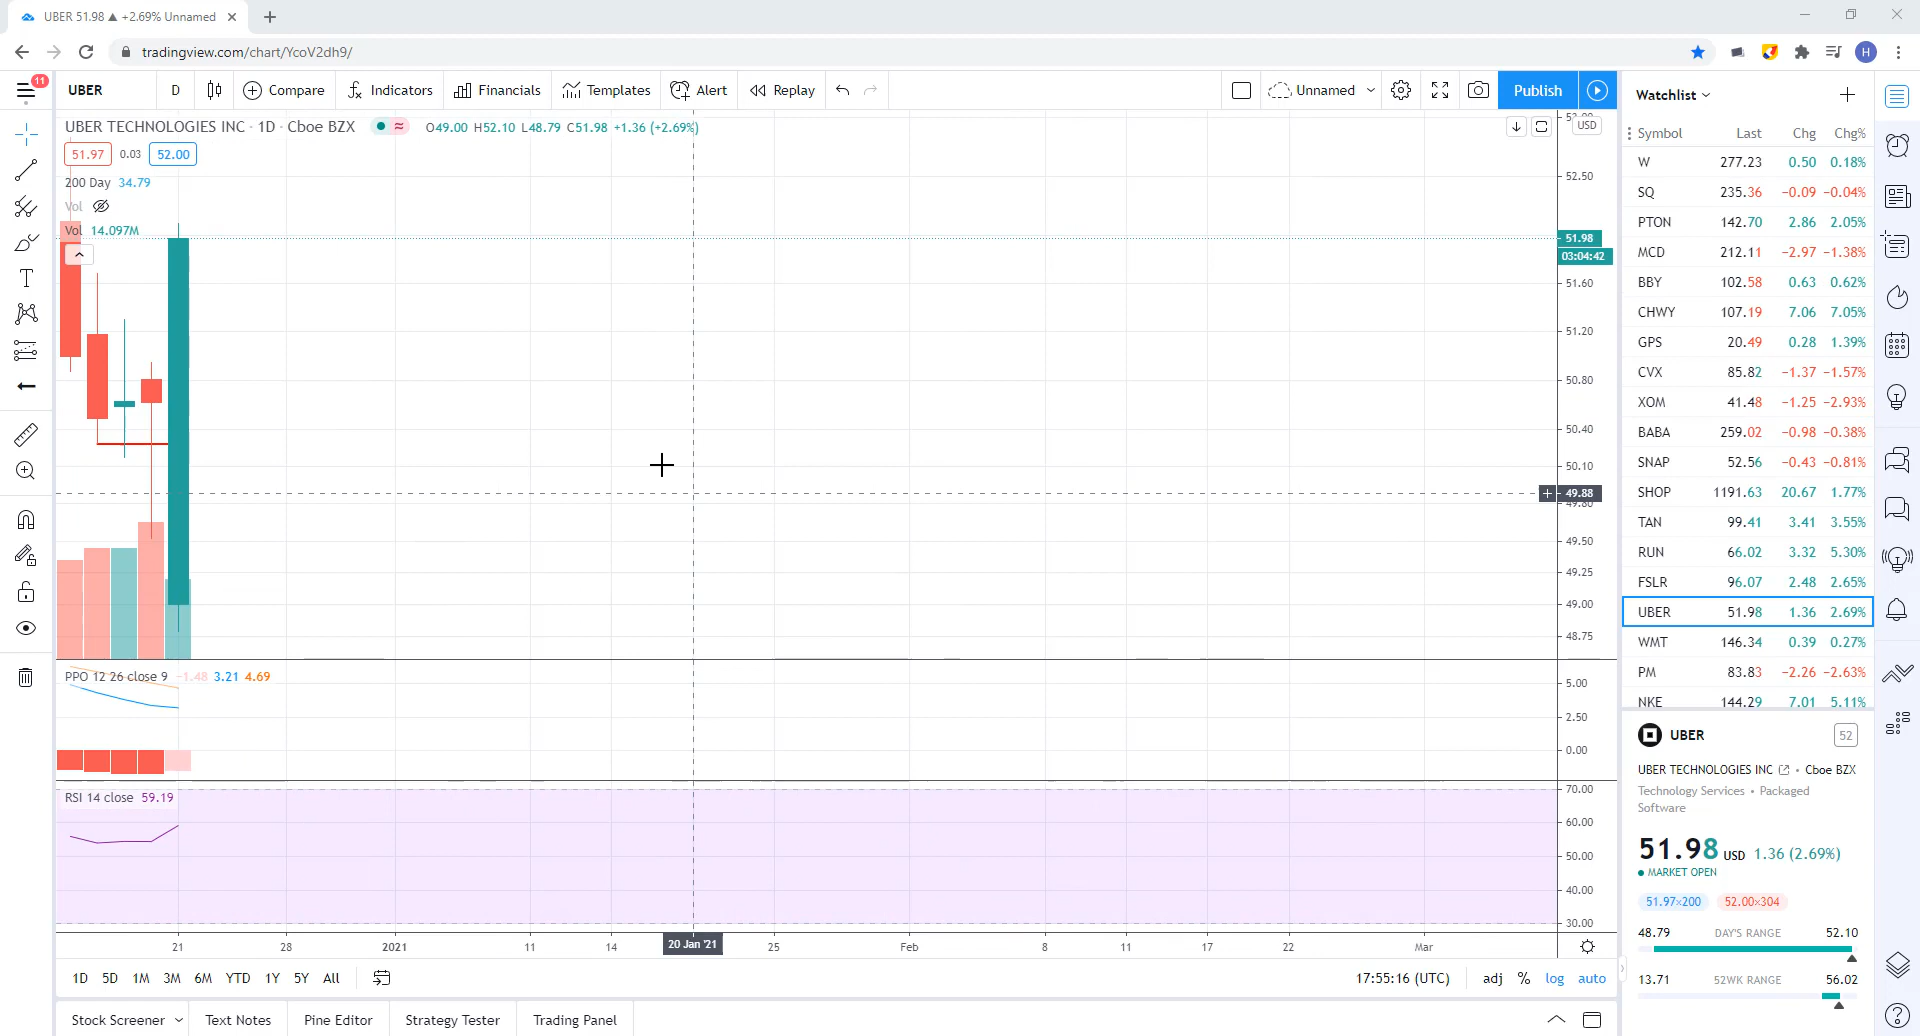 UBER 51.98 ▲ +2.69% Unnamed
tradingview.com/chart/YcoV2dh9/
H
11
UBER D Compare Indicators Financials Templates Alert Replay Unnamed Publish
UBER TECHNOLOGIES INC · 1D · Cboe BZX O49.00 H52.10 L48.79 C51.98 +1.36 (+2.69%)
51.97 0.03 52.00
200 Day 34.79
Vol
Vol 14.097M
USD
52.50
51.98
03:04:42
51.60
51.20
50.80
50.40
50.10
49.88
49.80
49.50
49.25
49.00
48.75
PPO 12 26 close 9 −1.48 3.21 4.69
5.00
2.50
0.00
RSI 14 close 59.19
70.00
60.00
50.00
40.00
30.00
21 28 2021 11 14 20 Jan '21 25 Feb 8 11 17 22 Mar
1D 5D 1M 3M 6M YTD 1Y 5Y All 17:55:16 (UTC) adj % log auto
Stock Screener Text Notes Pine Editor Strategy Tester Trading Panel
Watchlist
Symbol Last Chg Chg%
W 277.23 0.50 0.18%
SQ 235.36 −0.09 −0.04%
PTON 142.70 2.86 2.05%
MCD 212.11 −2.97 −1.38%
BBY 102.58 0.63 0.62%
CHWY 107.19 7.06 7.05%
GPS 20.49 0.28 1.39%
CVX 85.82 −1.37 −1.57%
XOM 41.48 −1.25 −2.93%
BABA 259.02 −0.98 −0.38%
SNAP 52.56 −0.43 −0.81%
SHOP 1191.63 20.67 1.77%
TAN 99.41 3.41 3.55%
RUN 66.02 3.32 5.30%
FSLR 96.07 2.48 2.65%
UBER 51.98 1.36 2.69%
WMT 146.34 0.39 0.27%
PM 83.83 −2.26 −2.63%
NKE 144.29 7.01 5.11%
UBER 52
UBER TECHNOLOGIES INC • Cboe BZX
Technology Services • Packaged
Software
51.98 USD 1.36 (2.69%)
MARKET OPEN
51.97×200 52.00×304
48.79 DAY'S RANGE 52.10
13.71 52WK RANGE 56.02